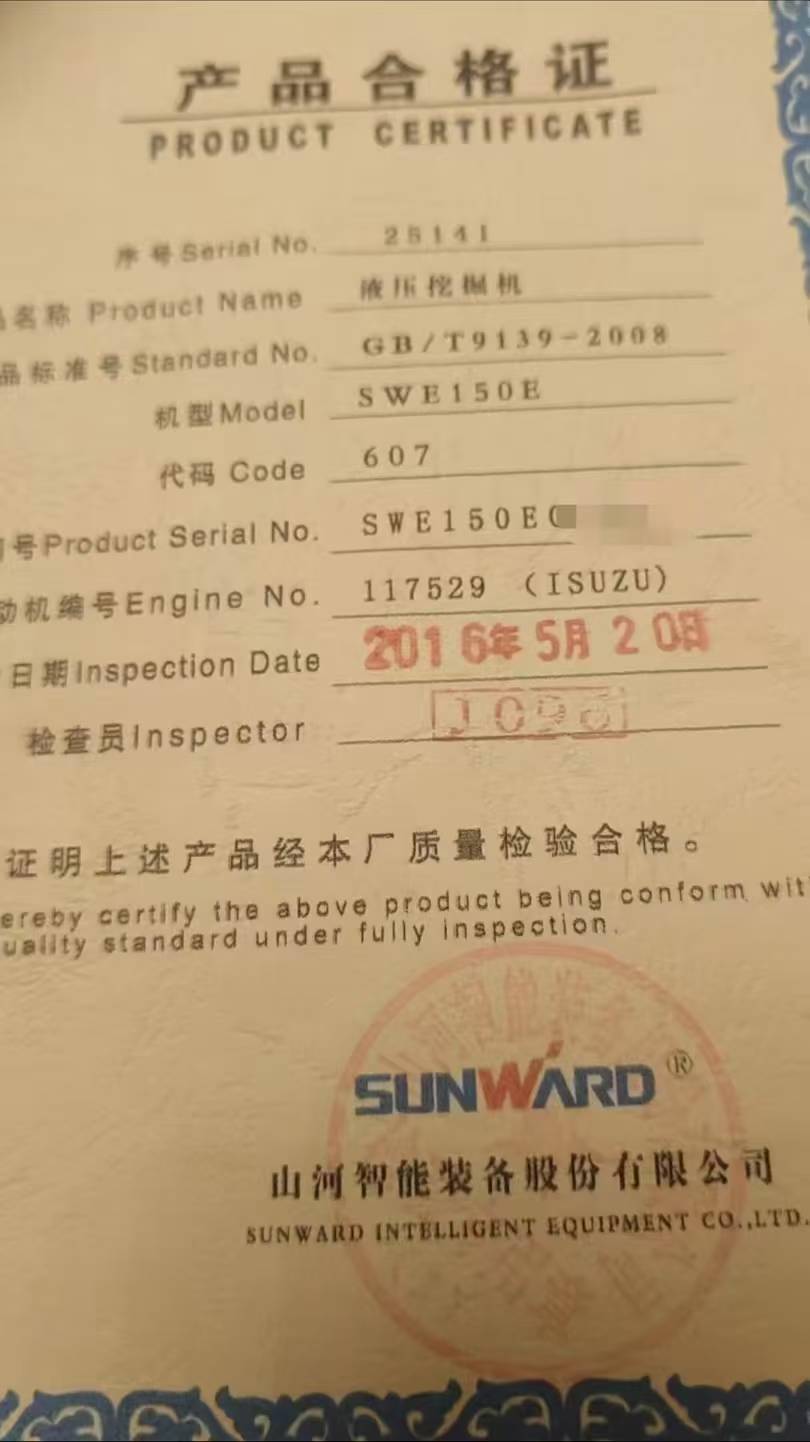 产品合格证
PRODUCT CERTIFICATE
序号Serial No. 28141
名称 Product Name 液压挖掘机
品标准号Standard No. GB/T9139-2008
机型Model SWE150E
代码 Code 607
号Product Serial No. SWE150E
动机编号Engine No. 117529 (ISUZU)
日期Inspection Date 2016年5月20日
检查员Inspector
证明上述产品经本厂质量检验合格。
ereby certify the above product being conform wit
uality standard under fully inspection.
SUNWARD®
山河智能装备股份有限公司
SUNWARD INTELLIGENT EQUIPMENT CO.,LTD.